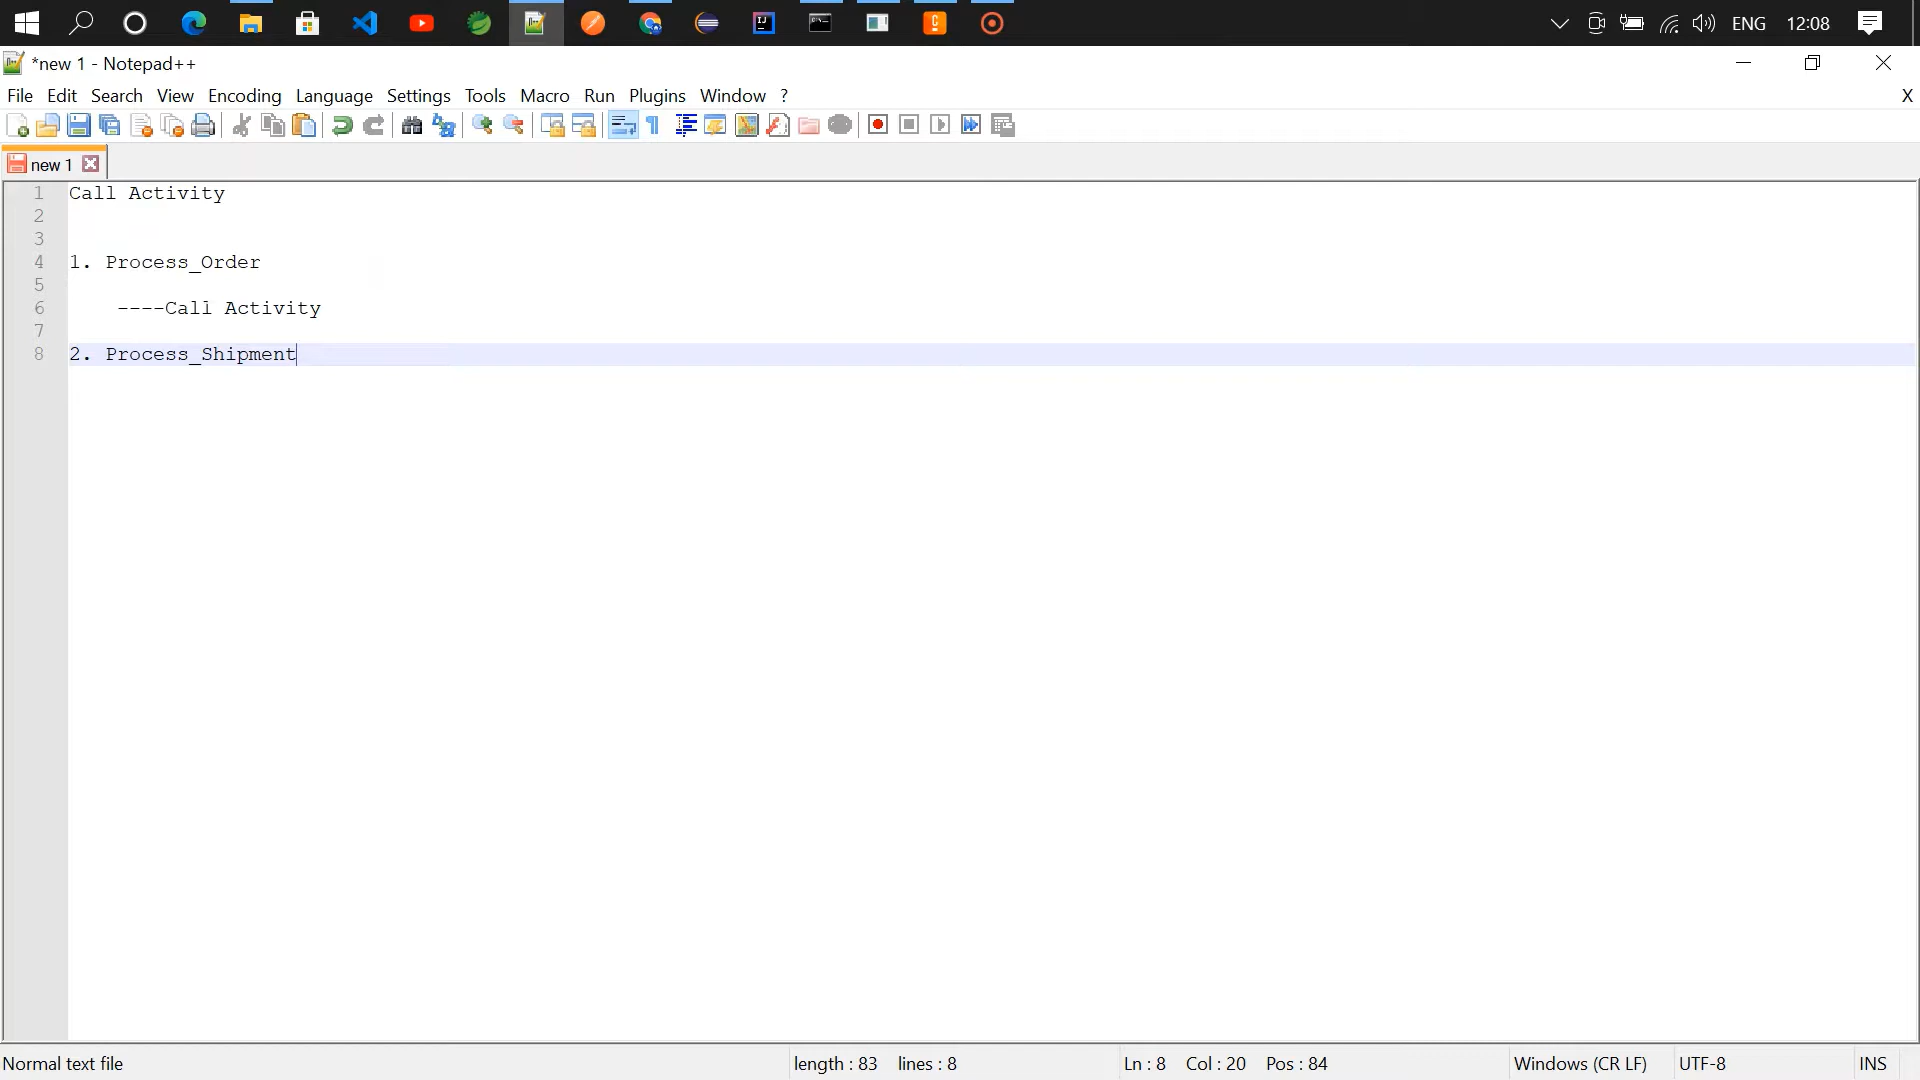 ENG 12:08
*new 1 - Notepad++
File Edit Search View Encoding Language Settings Tools Macro Run Plugins Window ? X
new 1
1 Call Activity
2
3
4 1. Process_Order
5
6 ----Call Activity
7
8 2. Process_Shipment
Normal text file length : 83 lines : 8 Ln : 8 Col : 20 Pos : 84 Windows (CR LF) UTF-8 INS